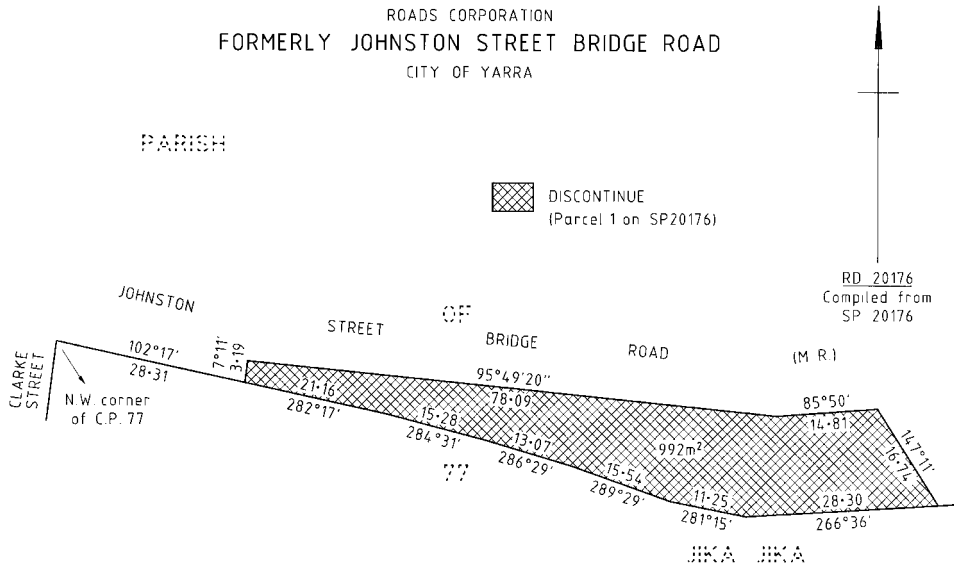 ROADS CORPORATION
FORMERLY JOHNSTON STREET BRIDGE ROAD
CITY OF YARRA
PARISH
DISCONTINUE
(Parcel 1 on SP20176)
RD 20176
Compiled from
SP 20176
JOHNSTON STREET BRIDGE ROAD (M.R.)
OF
CLARKE
STREET
N.W. corner
of C.P. 77
102°17'
28·31
7°11'
3·19
95°49'20"
78·09
85°50'
14·81
147°11'
16·74
21·16
282°17'
15·28
284°31'
13·07
286°29'
15·54
289°29'
11·25
281°15'
28·30
266°36'
992m²
77
JIKA JIKA